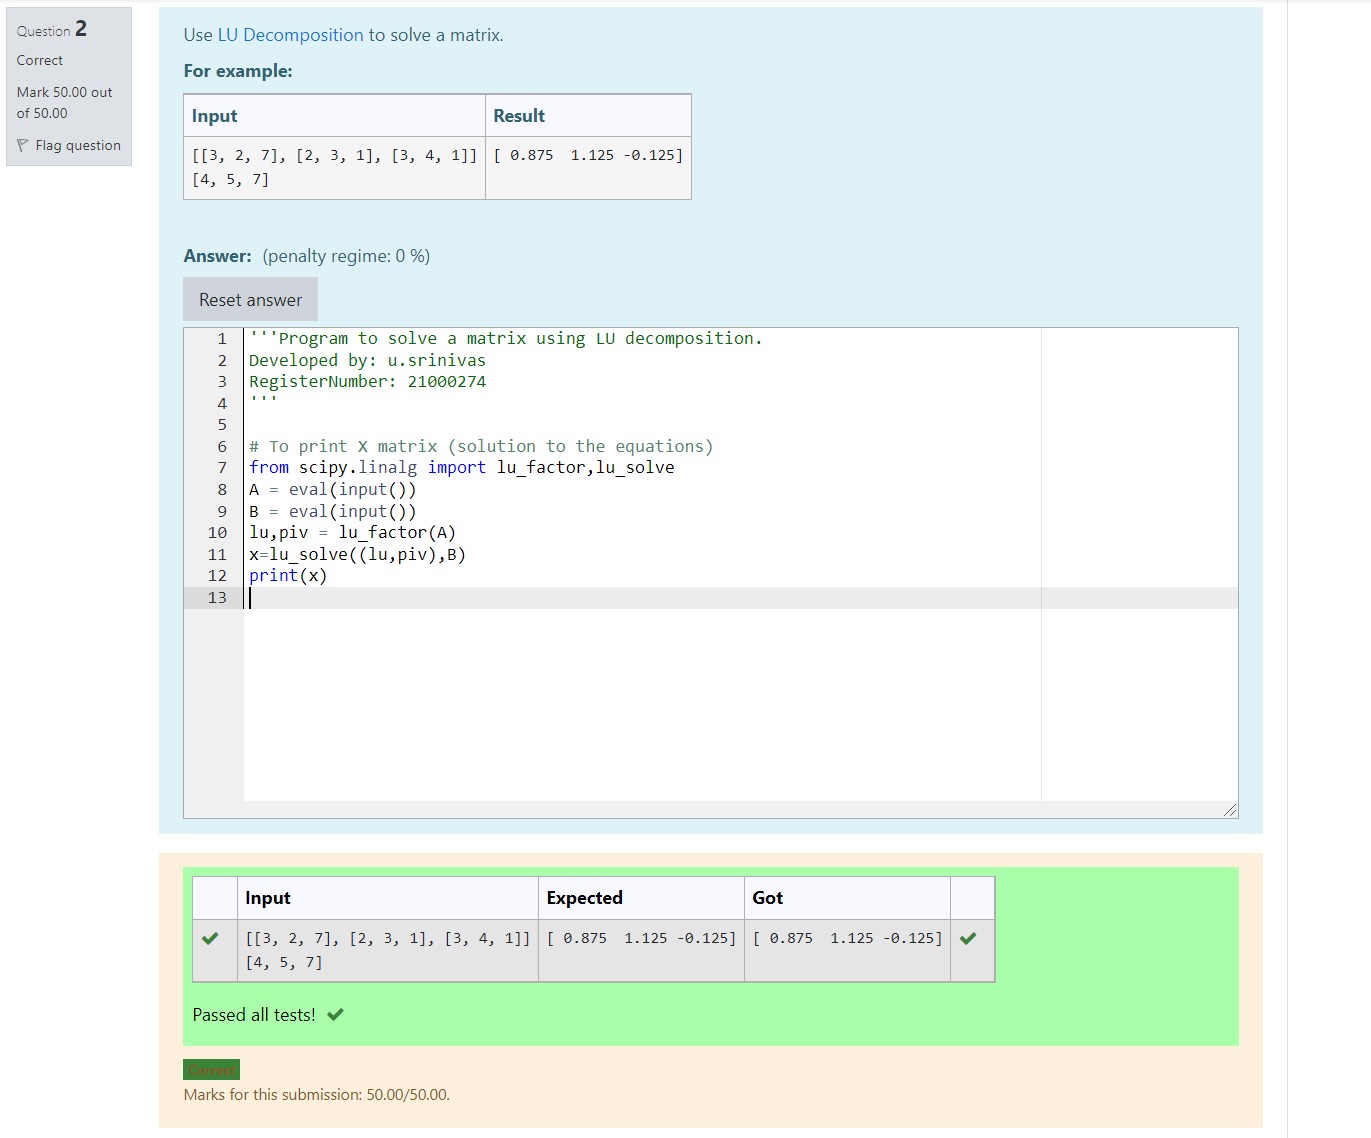 Question 2
Correct
Mark 50.00 out
of 50.00
Flag question
Use LU Decomposition to solve a matrix.
For example:
Input Result
[[3, 2, 7], [2, 3, 1], [3, 4, 1]] [ 0.875  1.125 -0.125]
[4, 5, 7]
Answer: (penalty regime: 0 %)
Reset answer
1 '''Program to solve a matrix using LU decomposition.
2 Developed by: u.srinivas
3 RegisterNumber: 21000274
4 '''
5
6 # To print X matrix (solution to the equations)
7 from scipy.linalg import lu_factor,lu_solve
8 A = eval(input())
9 B = eval(input())
10 lu,piv = lu_factor(A)
11 x=lu_solve((lu,piv),B)
12 print(x)
13
Input Expected Got
[[3, 2, 7], [2, 3, 1], [3, 4, 1]] [ 0.875  1.125 -0.125] [ 0.875  1.125 -0.125]
[4, 5, 7]
Passed all tests!
Correct
Marks for this submission: 50.00/50.00.